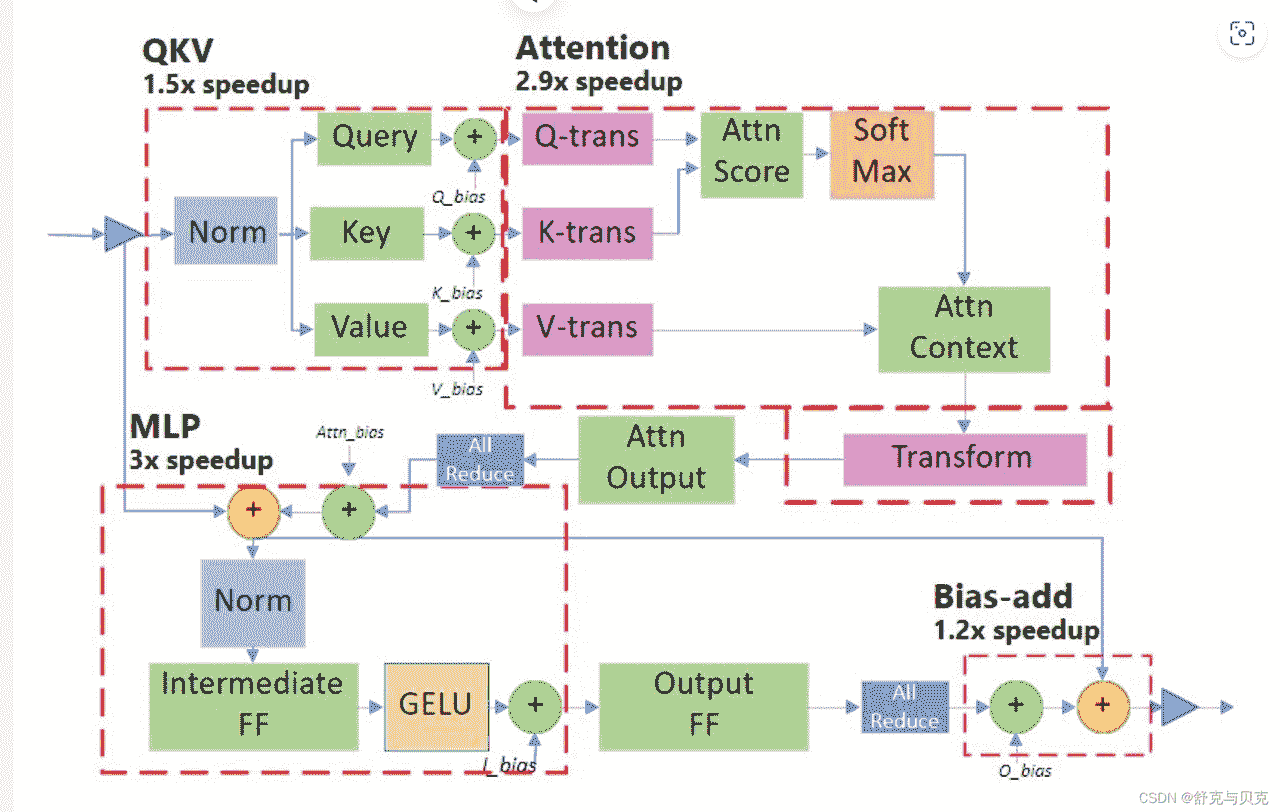 QKV
1.5x speedup
Attention
2.9x speedup
Query
+
Q-trans
Attn
Score
Soft
Max
Q_bias
Norm
Key
+
K-trans
K_bias
Value
+
V-trans
Attn
Context
V_bias
MLP
3x speedup
Attn_bias
All
Reduce
Attn
Output
Transform
+
+
Norm
Bias-add
1.2x speedup
Intermediate
FF
GELU
+
Output
FF
All
Reduce
+
+
I_bias
O_bias
CSDN @舒克与贝克